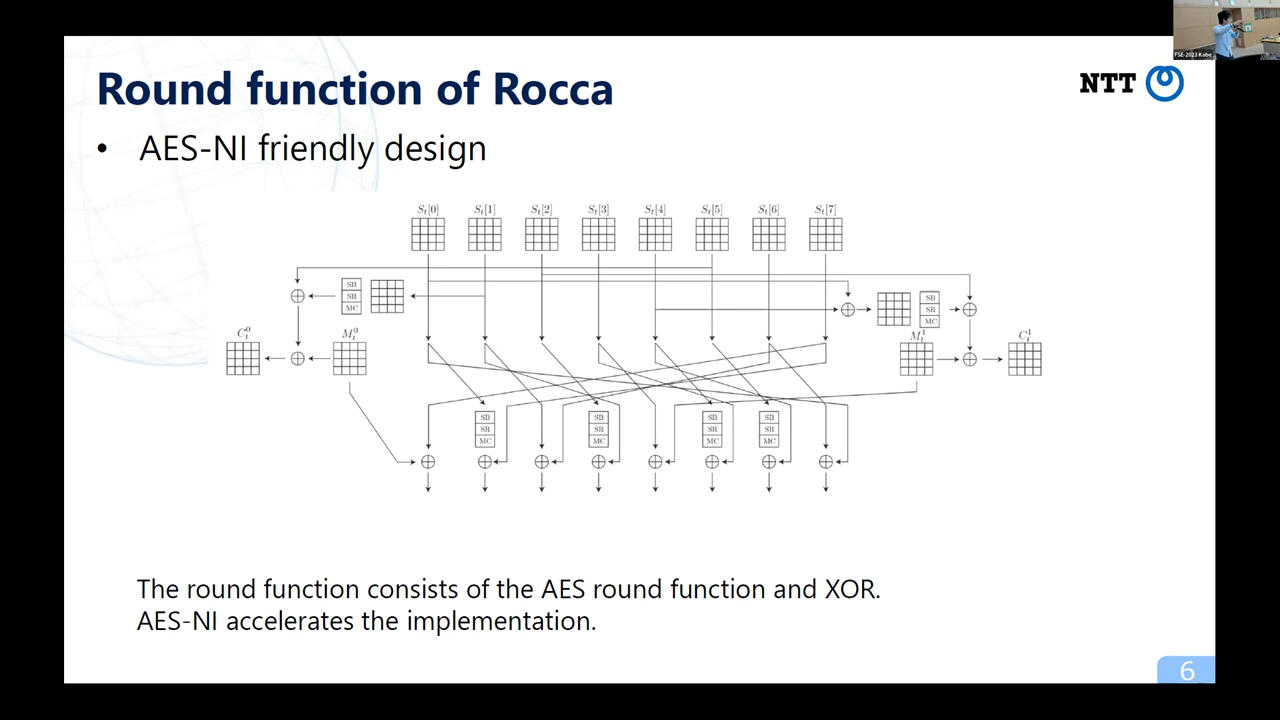 Round function of Rocca
NTT
FSE-2023 Kobe
• AES-NI friendly design
S_t[0] S_t[1] S_t[2] S_t[3] S_t[4] S_t[5] S_t[6] S_t[7]
SB SB
SR SR
MC MC
C_t^0 M_t^0 M_t^1 C_t^1
SB SB SB SB
SR SR SR SR
MC MC MC MC
The round function consists of the AES round function and XOR.
AES-NI accelerates the implementation.
6